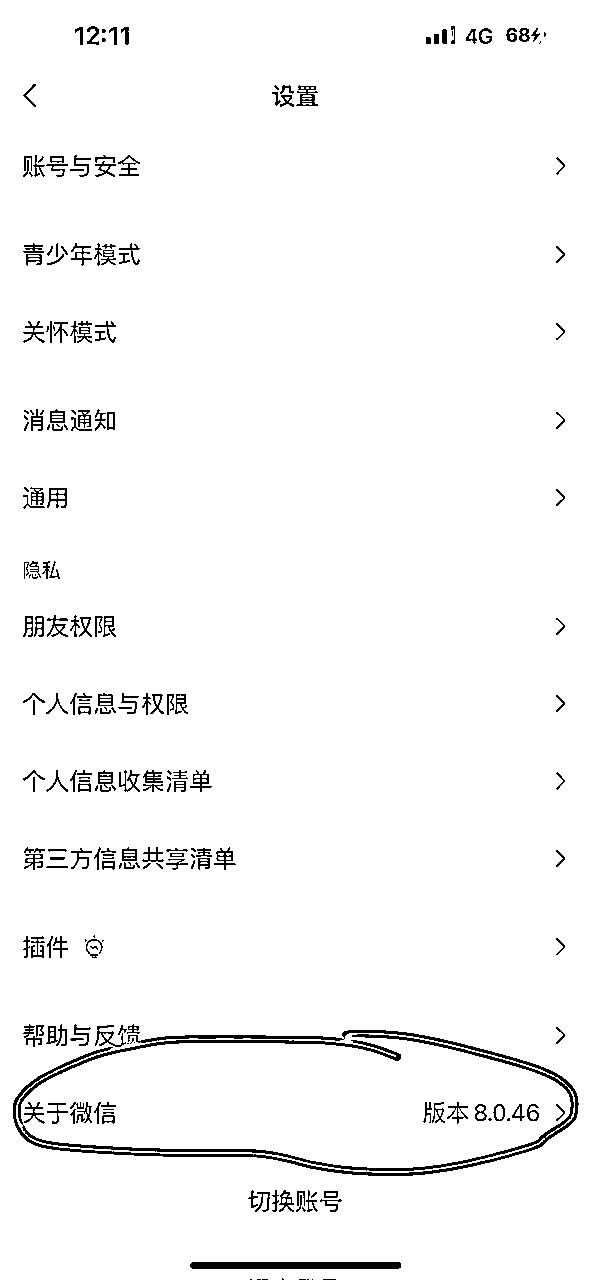 12:11 4G 68
设置
账号与安全
青少年模式
关怀模式
消息通知
通用
隐私
朋友权限
个人信息与权限
个人信息收集清单
第三方信息共享清单
插件
帮助与反馈
关于微信 版本 8.0.46
切换账号